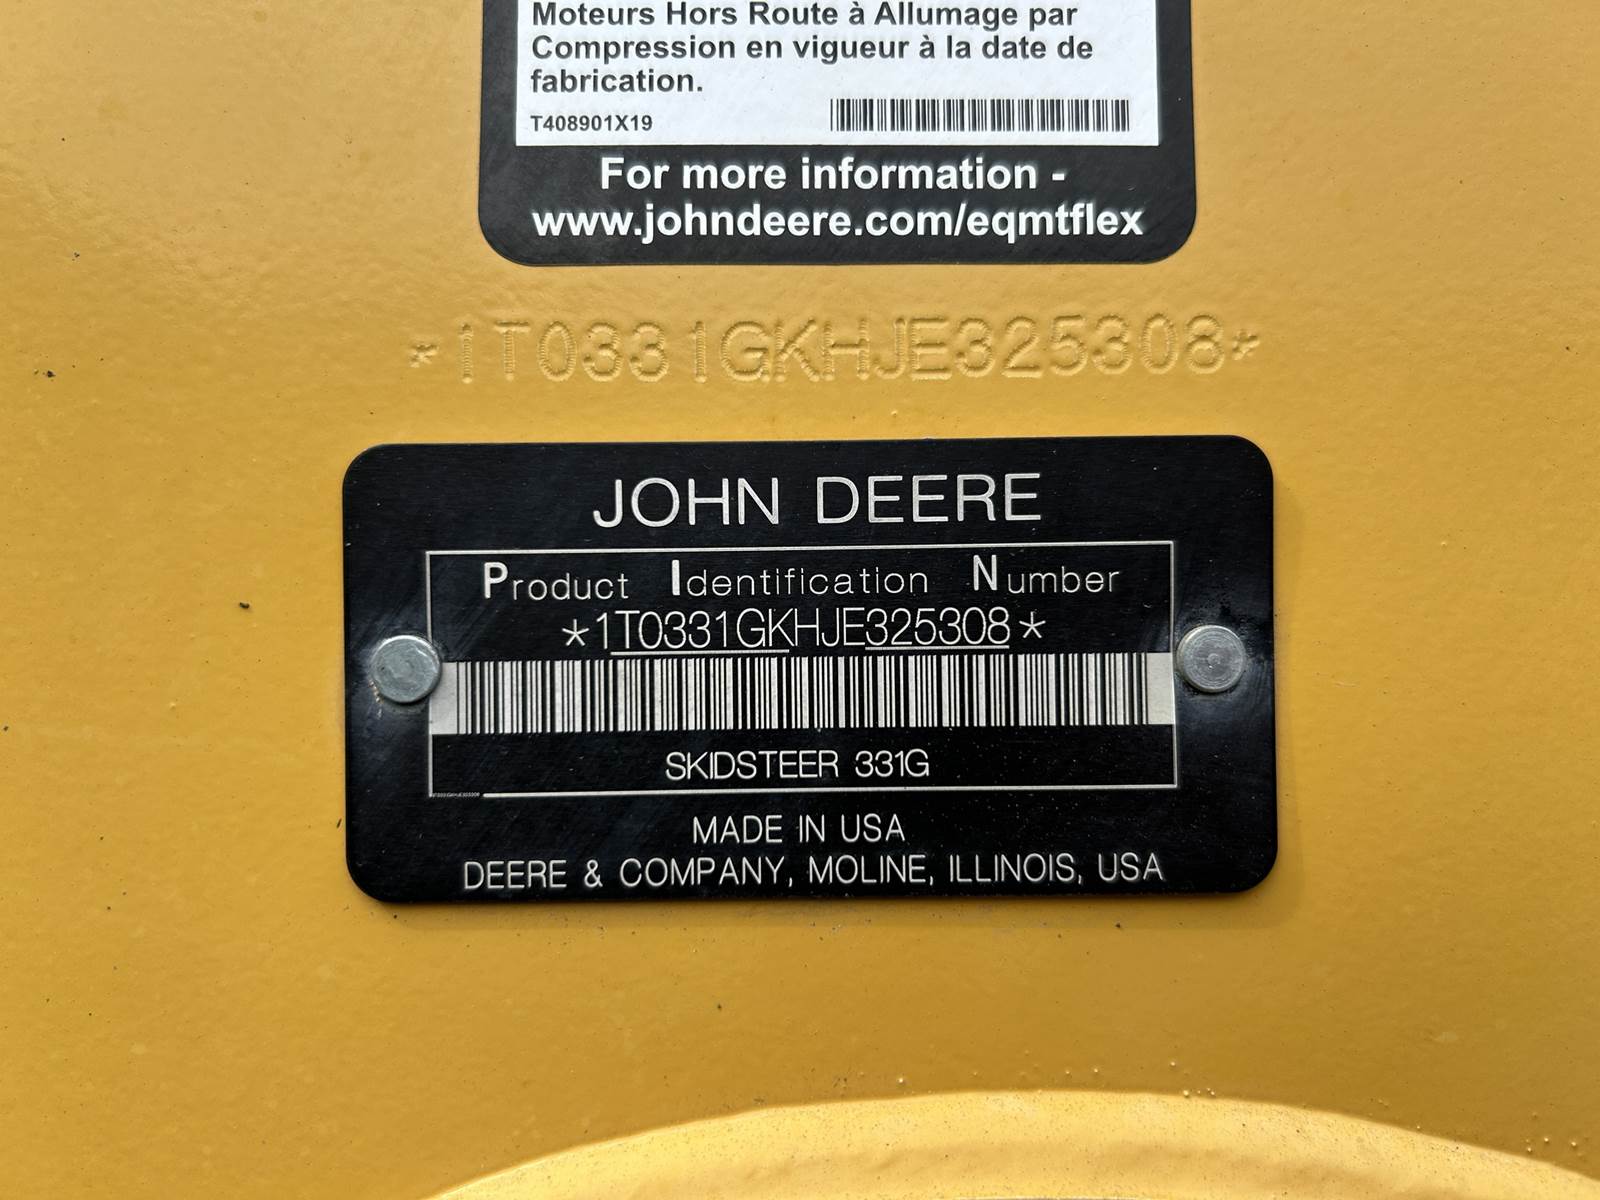 Moteurs Hors Route à Allumage par
Compression en vigueur à la date de
fabrication.
T408901X19
For more information -
www.johndeere.com/eqmtflex
*1T0331GKHJE325308*
JOHN DEERE
Product Identification Number
*1T0331GKHJE325308*
SKIDSTEER 331G
1T0331GKHJE325308
MADE IN USA
DEERE & COMPANY, MOLINE, ILLINOIS, USA